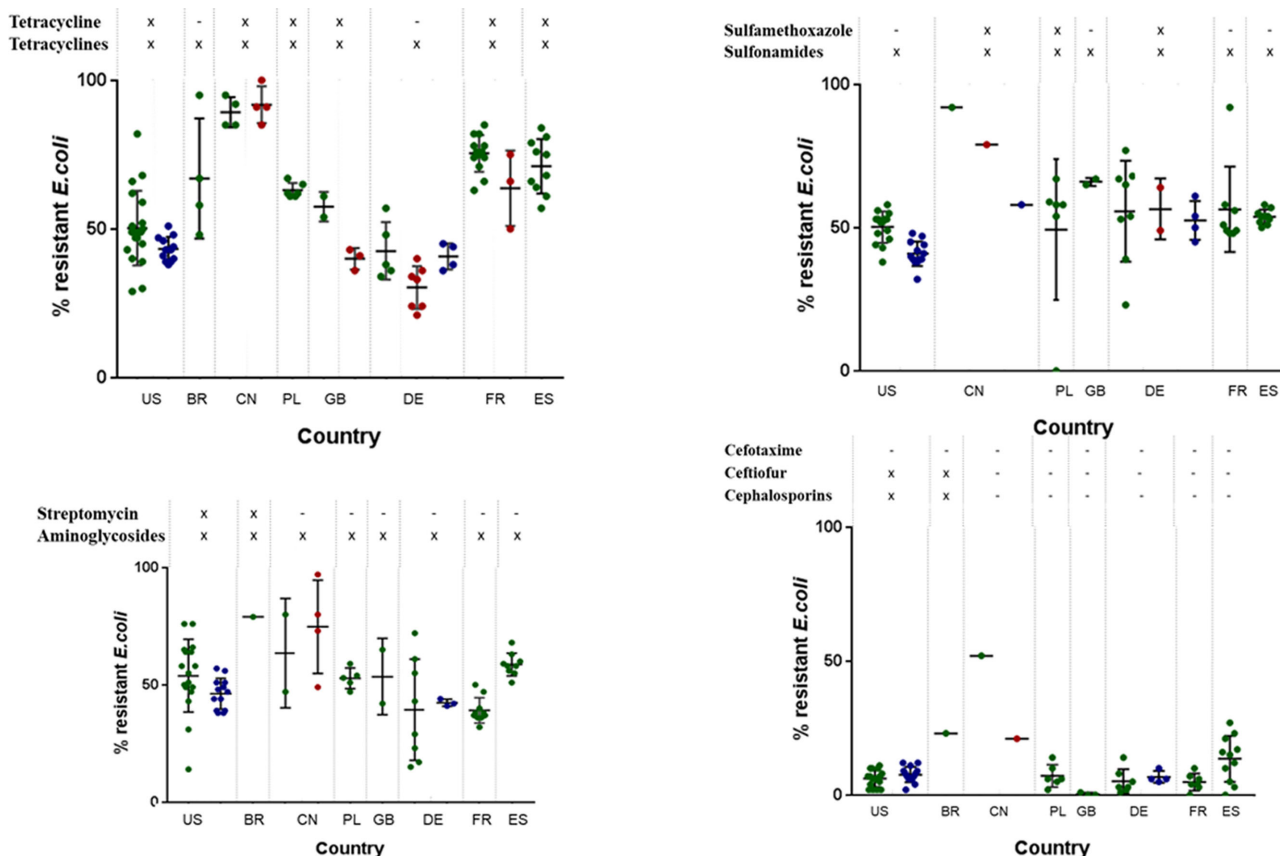 Tetracycline x - x x x - x x
Tetracyclines x x x x x x x x
100
50
0
% resistant E.coli
US BR CN PL GB DE FR ES
Country
Sulfamethoxazole - x x - x - -
Sulfonamides x x x x x x x
100
50
0
% resistant E.coli
US CN PL GB DE FR ES
Country
Streptomycin x x - - - - - -
Aminoglycosides x x x x x x x x
100
50
0
% resistant E.coli
US BR CN PL GB DE FR ES
Country
Cefotaxime - - - - - - - -
Ceftiofur x x - - - - - -
Cephalosporins x x - - - - - -
100
50
0
% resistant E.coli
US BR CN PL GB DE FR ES
Country